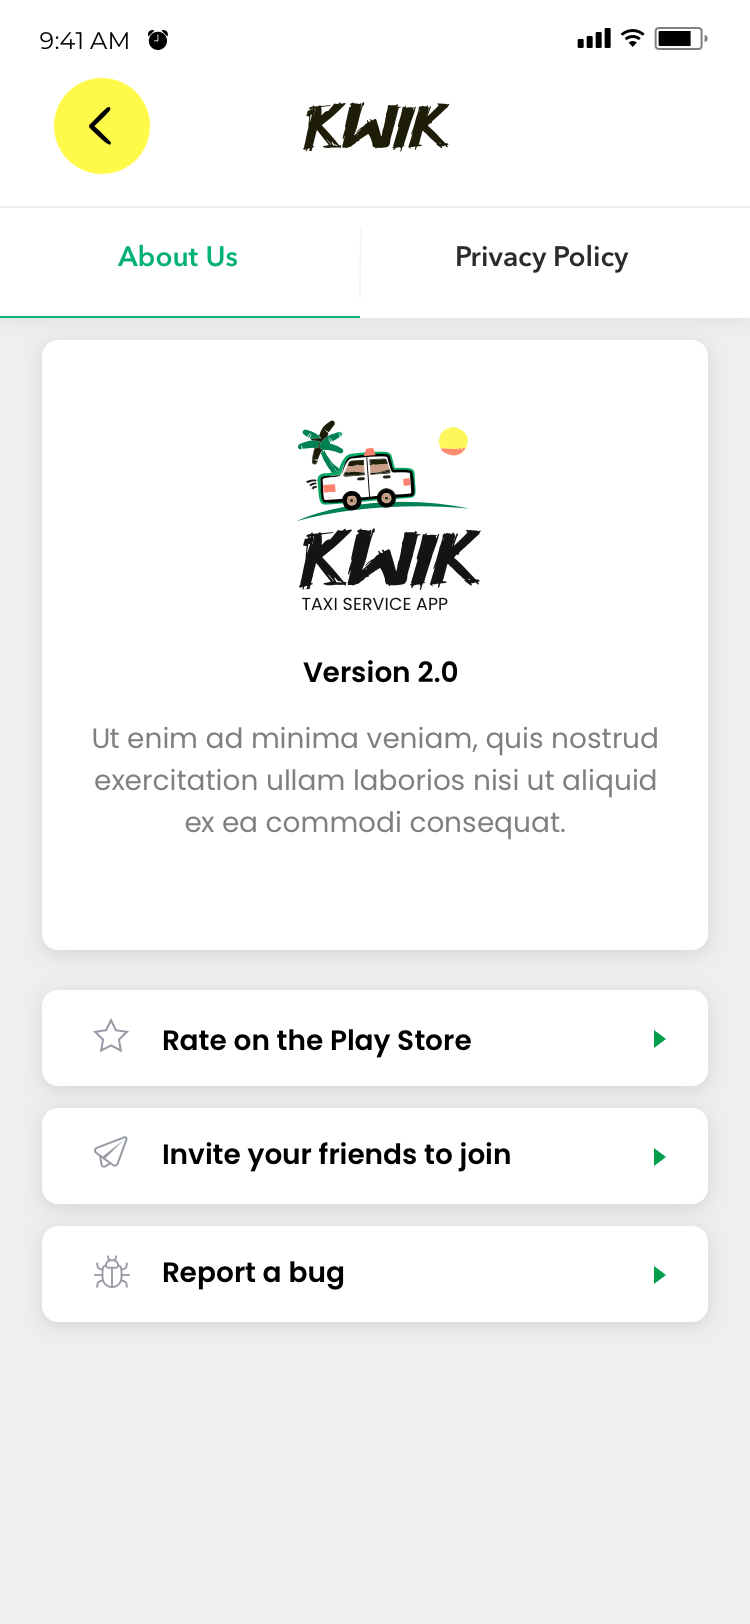 9:41 AM
KWIK
About Us
Privacy Policy
KWIK
TAXI SERVICE APP
Version 2.0
Ut enim ad minima veniam, quis nostrud
exercitation ullam laborios nisi ut aliquid
ex ea commodi consequat.
Rate on the Play Store
Invite your friends to join
Report a bug